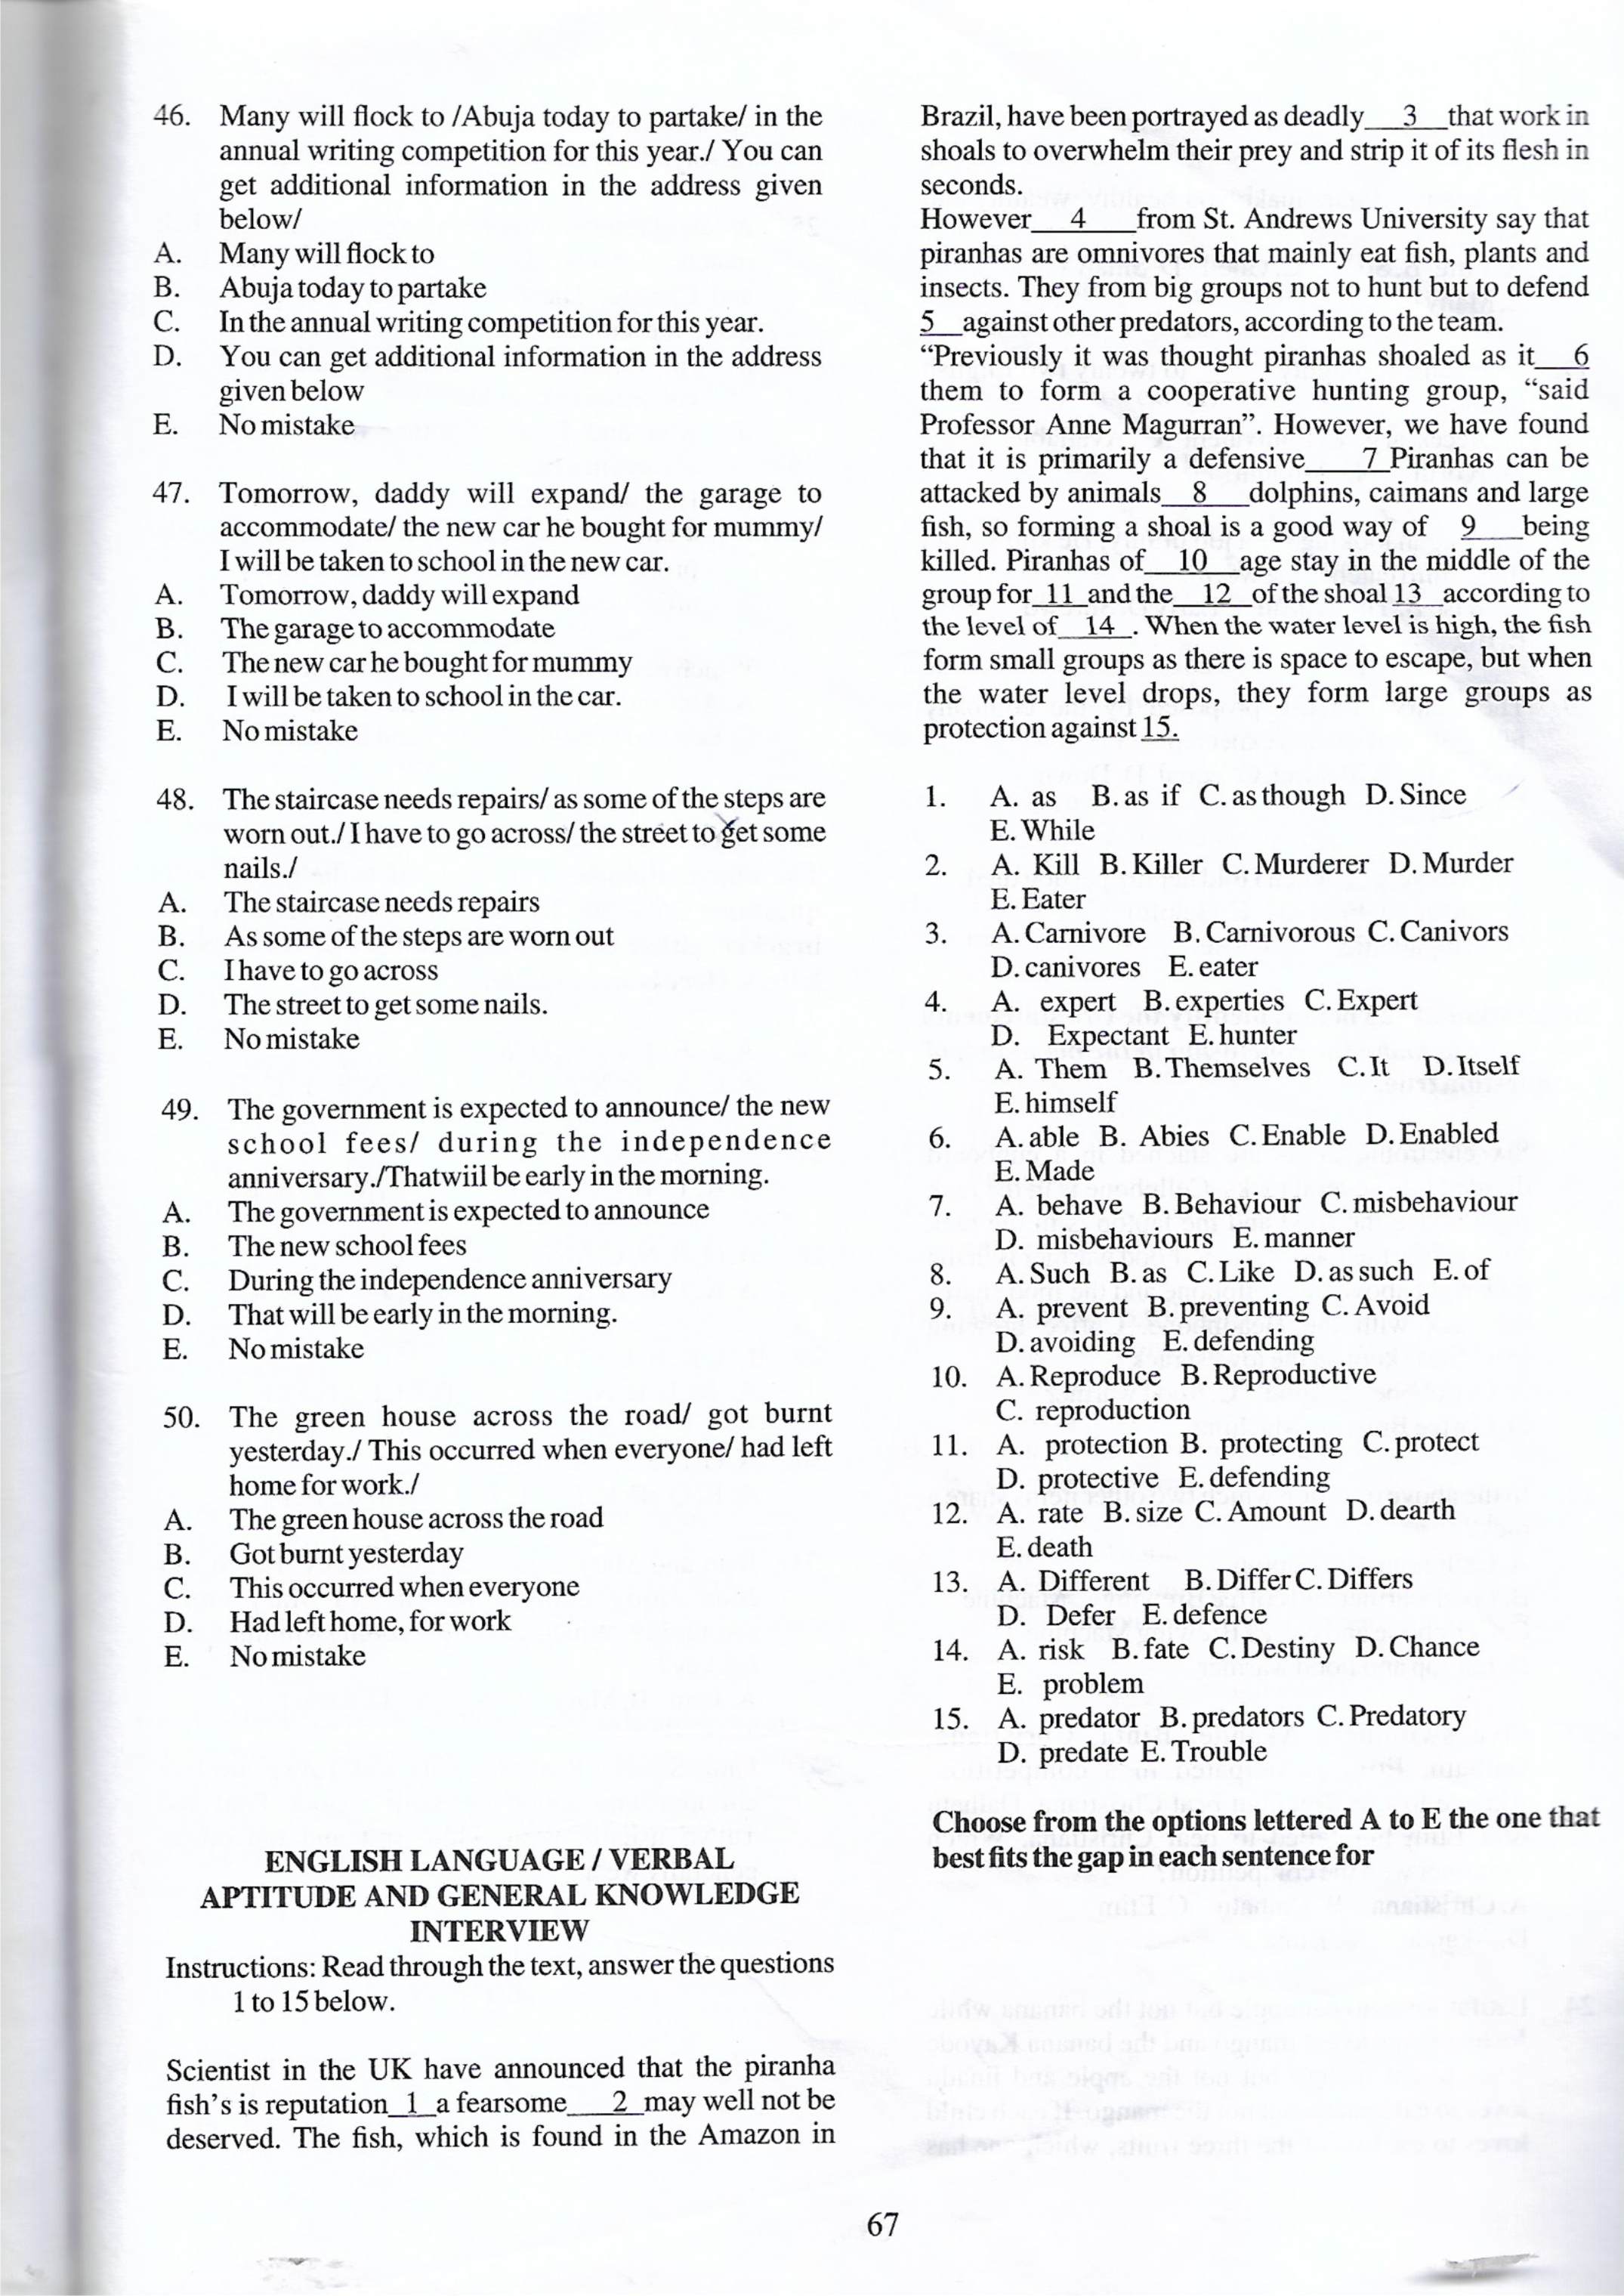 46. Many will flock to /Abuja today to partake/ in the
annual writing competition for this year./ You can
get additional information in the address given
below/
A. Many will flock to
B. Abuja today to partake
C. In the annual writing competition for this year.
D. You can get additional information in the address
given below
E. No mistake
47. Tomorrow, daddy will expand/ the garage to
accommodate/ the new car he bought for mummy/
I will be taken to school in the new car.
A. Tomorrow, daddy will expand
B. The garage to accommodate
C. The new car he bought for mummy
D. I will be taken to school in the car.
E. No mistake
48. The staircase needs repairs/ as some of the steps are
worn out./ I have to go across/ the street to get some
nails./
A. The staircase needs repairs
B. As some of the steps are worn out
C. I have to go across
D. The street to get some nails.
E. No mistake
49. The government is expected to announce/ the new
school fees/ during the independence
anniversary./Thatwiil be early in the morning.
A. The government is expected to announce
B. The new school fees
C. During the independence anniversary
D. That will be early in the morning.
E. No mistake
50. The green house across the road/ got burnt
yesterday./ This occurred when everyone/ had left
home for work./
A. The green house across the road
B. Got burnt yesterday
C. This occurred when everyone
D. Had left home, for work
E. No mistake
ENGLISH LANGUAGE / VERBAL
APTITUDE AND GENERAL KNOWLEDGE
INTERVIEW
Instructions: Read through the text, answer the questions
1 to 15 below.
Scientist in the UK have announced that the piranha
fish's is reputation__1_a fearsome___2_may well not be
deserved. The fish, which is found in the Amazon in
Brazil, have been portrayed as deadly__3__that work in
shoals to overwhelm their prey and strip it of its flesh in
seconds.
However__4___from St. Andrews University say that
piranhas are omnivores that mainly eat fish, plants and
insects. They from big groups not to hunt but to defend
5__against other predators, according to the team.
“Previously it was thought piranhas shoaled as it__6
them to form a cooperative hunting group, “said
Professor Anne Magurran”. However, we have found
that it is primarily a defensive___7_Piranhas can be
attacked by animals__8___dolphins, caimans and large
fish, so forming a shoal is a good way of _9__being
killed. Piranhas of__10__age stay in the middle of the
group for_11_and the__12_of the shoal 13__according to
the level of__14_. When the water level is high, the fish
form small groups as there is space to escape, but when
the water level drops, they form large groups as
protection against 15.
1. A. as B. as if C. as though D. Since
E. While
2. A. Kill B. Killer C. Murderer D. Murder
E. Eater
3. A. Carnivore B. Carnivorous C. Canivors
D. canivores E. eater
4. A. expert B. experties C. Expert
D. Expectant E. hunter
5. A. Them B. Themselves C. It D. Itself
E. himself
6. A. able B. Abies C. Enable D. Enabled
E. Made
7. A. behave B. Behaviour C. misbehaviour
D. misbehaviours E. manner
8. A. Such B. as C. Like D. as such E. of
9. A. prevent B. preventing C. Avoid
D. avoiding E. defending
10. A. Reproduce B. Reproductive
C. reproduction
11. A. protection B. protecting C. protect
D. protective E. defending
12. A. rate B. size C. Amount D. dearth
E. death
13. A. Different B. Differ C. Differs
D. Defer E. defence
14. A. risk B. fate C. Destiny D. Chance
E. problem
15. A. predator B. predators C. Predatory
D. predate E. Trouble
Choose from the options lettered A to E the one that
best fits the gap in each sentence for
67